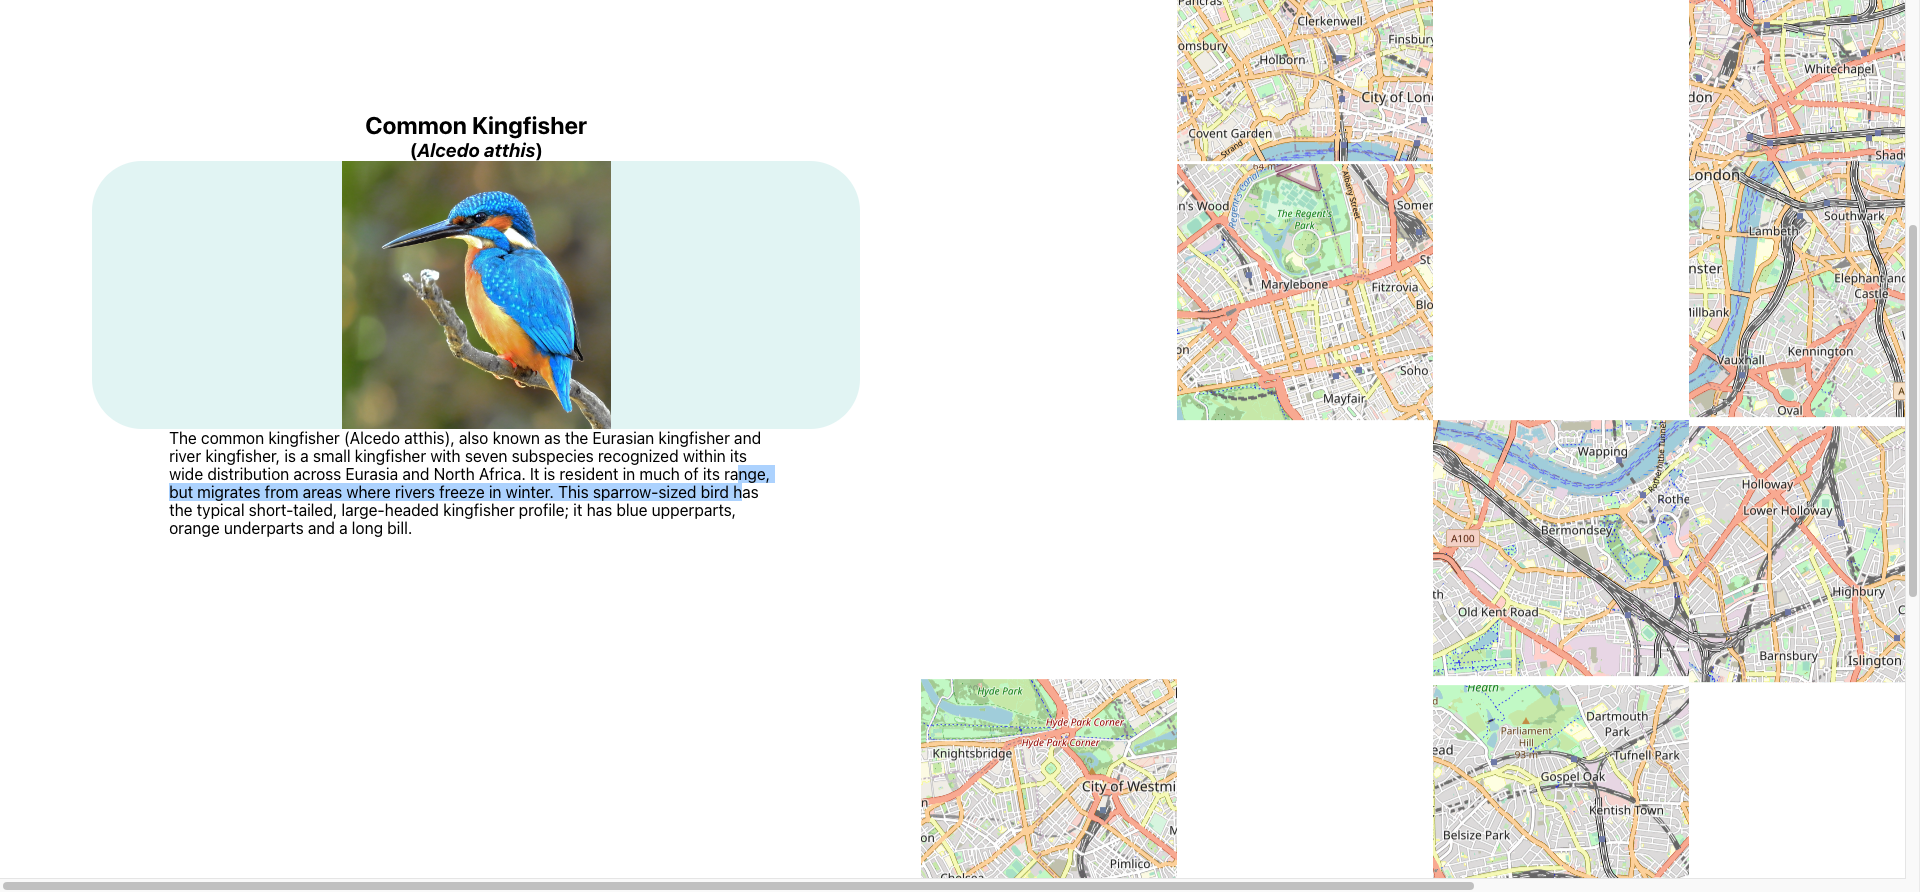 Common Kingfisher
(Alcedo atthis)
The common kingfisher (Alcedo atthis), also known as the Eurasian kingfisher and
river kingfisher, is a small kingfisher with seven subspecies recognized within its
wide distribution across Eurasia and North Africa. It is resident in much of its range,
but migrates from areas where rivers freeze in winter. This sparrow-sized bird has
the typical short-tailed, large-headed kingfisher profile; it has blue upperparts,
orange underparts and a long bill.
Clerkenwell
omsbury
Finsbury
Holborn
City of Lon
Covent Garden
Strand
Whitechapel
don
Shad
64 m
Regent's Canal
Albany Street
n's Wood
The Regent's
Park
Somer
St
Marylebone
Fitzrovia
Blo
on
Soho
Mayfair
London
Southwark
Lambeth
nster
Elephant and
Castle
Millbank
Vauxhall
Kennington
A
Oval
Wapping
Rotherhithe Tunnel
Rothe
Bermondsey
A100
th
Old Kent Road
Holloway
Lower Holloway
Highbury
C
Barnsbury
Islington
Hyde Park
Hyde Park Corner
Hyde Park Corner
Knightsbridge
City of Westmi
n
on
M
Pimlico
Chelsea
Heath
d
Dartmouth
Park
Parliament
Hill
93 m
ead
Tufnell Park
Gospel Oak
Kentish Town
Belsize Park